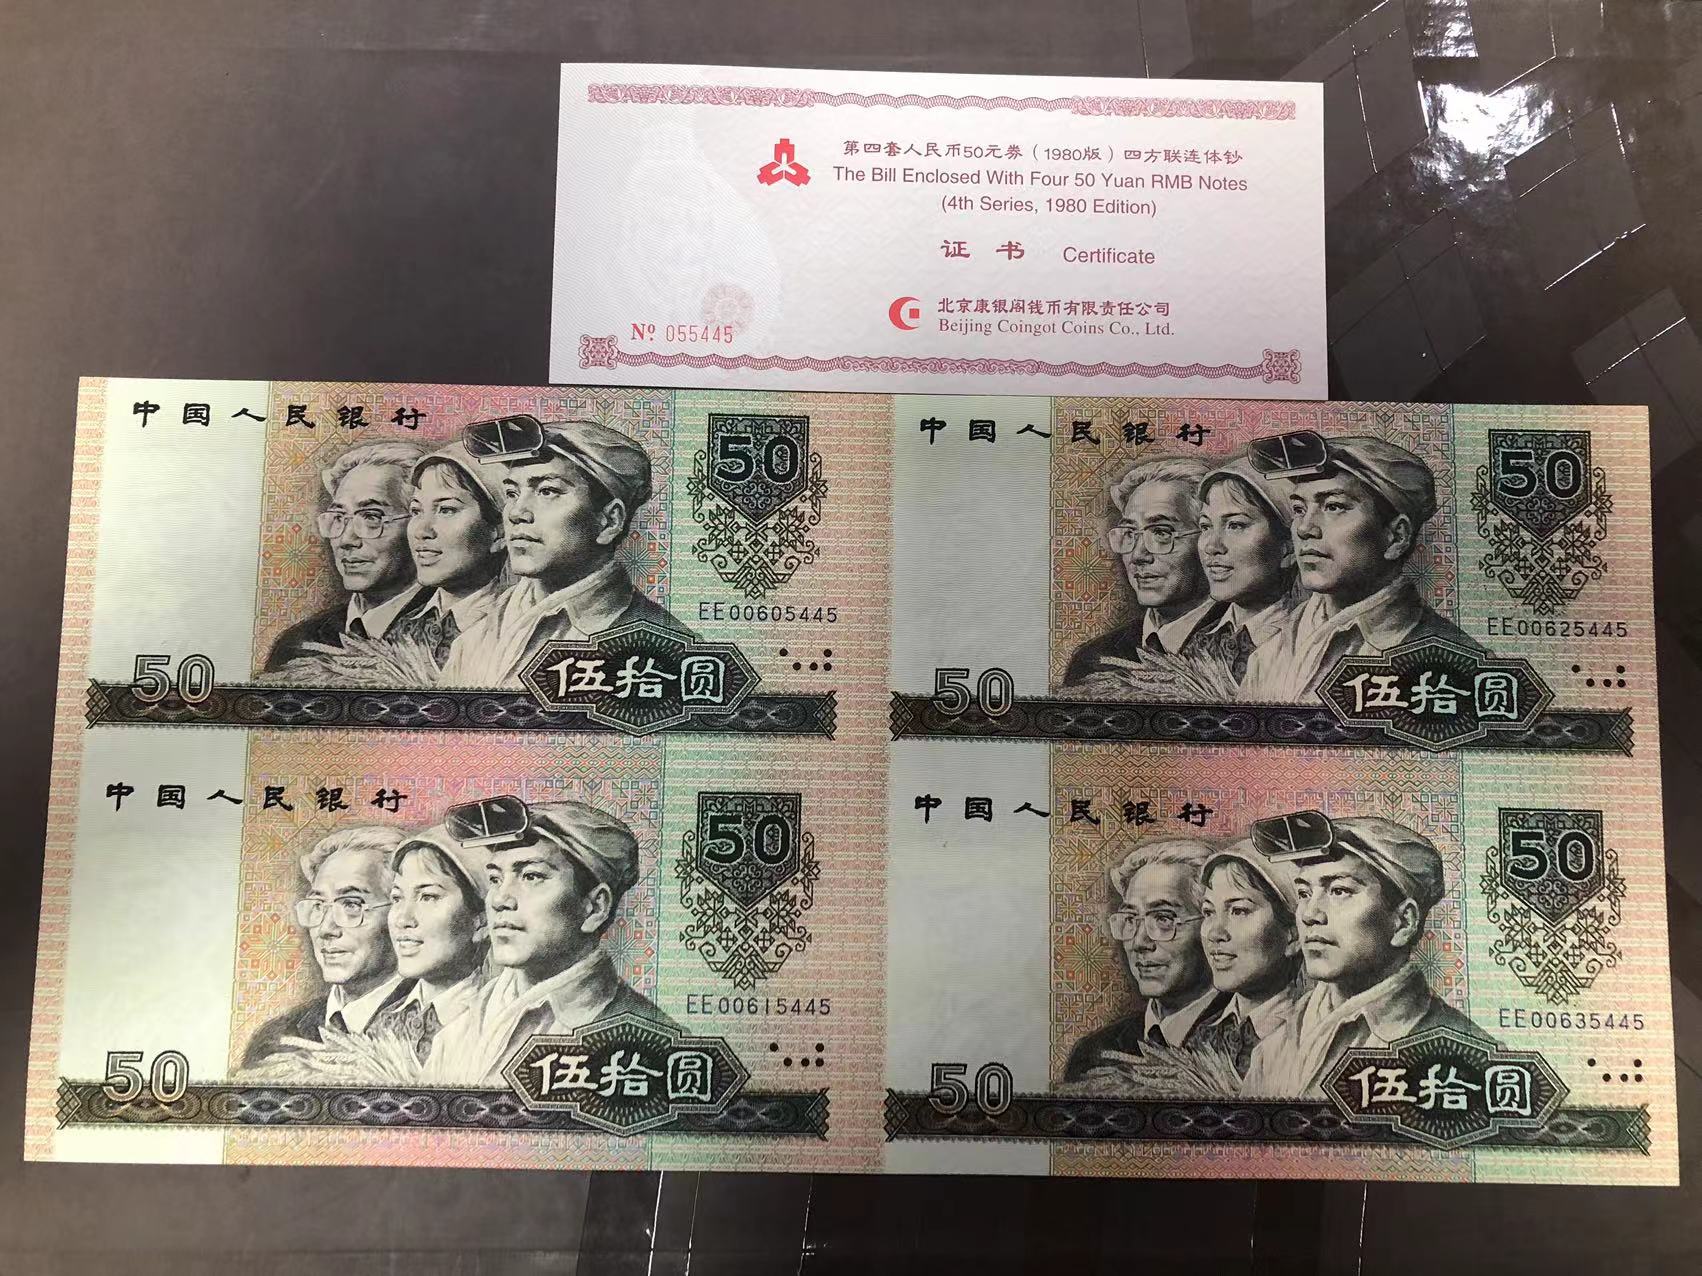 第四套人民币50元券（1980版）四方联连体钞
The Bill Enclosed With Four 50 Yuan RMB Notes
(4th Series, 1980 Edition)
证书 Certificate
北京康银阁钱币有限责任公司
Beijing Coingot Coins Co., Ltd.
Nº 055445
中国人民银行
50
EE00605445
50
伍拾圆
中国人民银行
50
EE00625445
50
伍拾圆
中国人民银行
50
EE00615445
50
伍拾圆
中国人民银行
50
EE00635445
50
伍拾圆